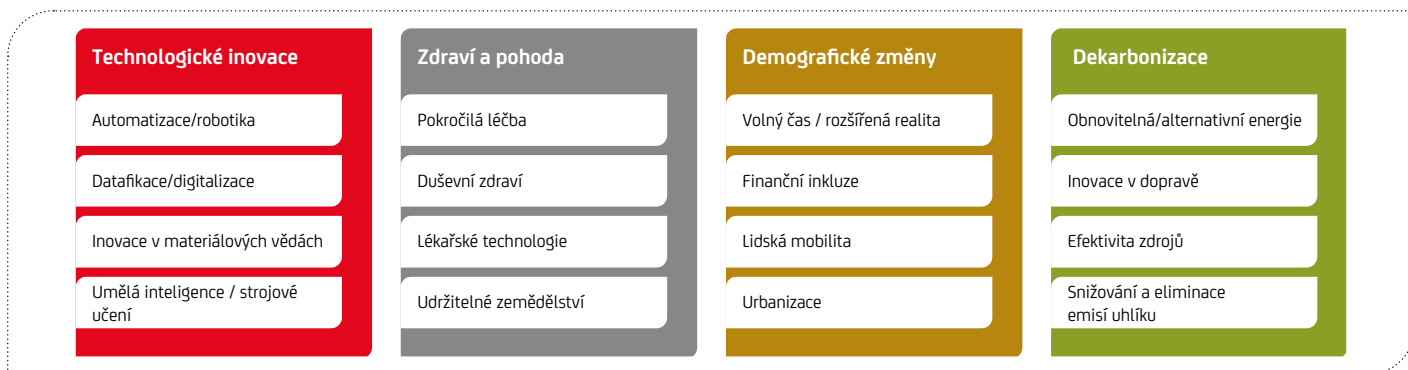 Technologické inovace
Automatizace/robotika
Datafikace/digitalizace
Inovace v materiálových vědách
Umělá inteligence / strojové
učení
Zdraví a pohoda
Pokročilá léčba
Duševní zdraví
Lékařské technologie
Udržitelné zemědělství
Demografické změny
Volný čas / rozšířená realita
Finanční inkluze
Lidská mobilita
Urbanizace
Dekarbonizace
Obnovitelná/alternativní energie
Inovace v dopravě
Efektivita zdrojů
Snižování a eliminace
emisí uhlíku